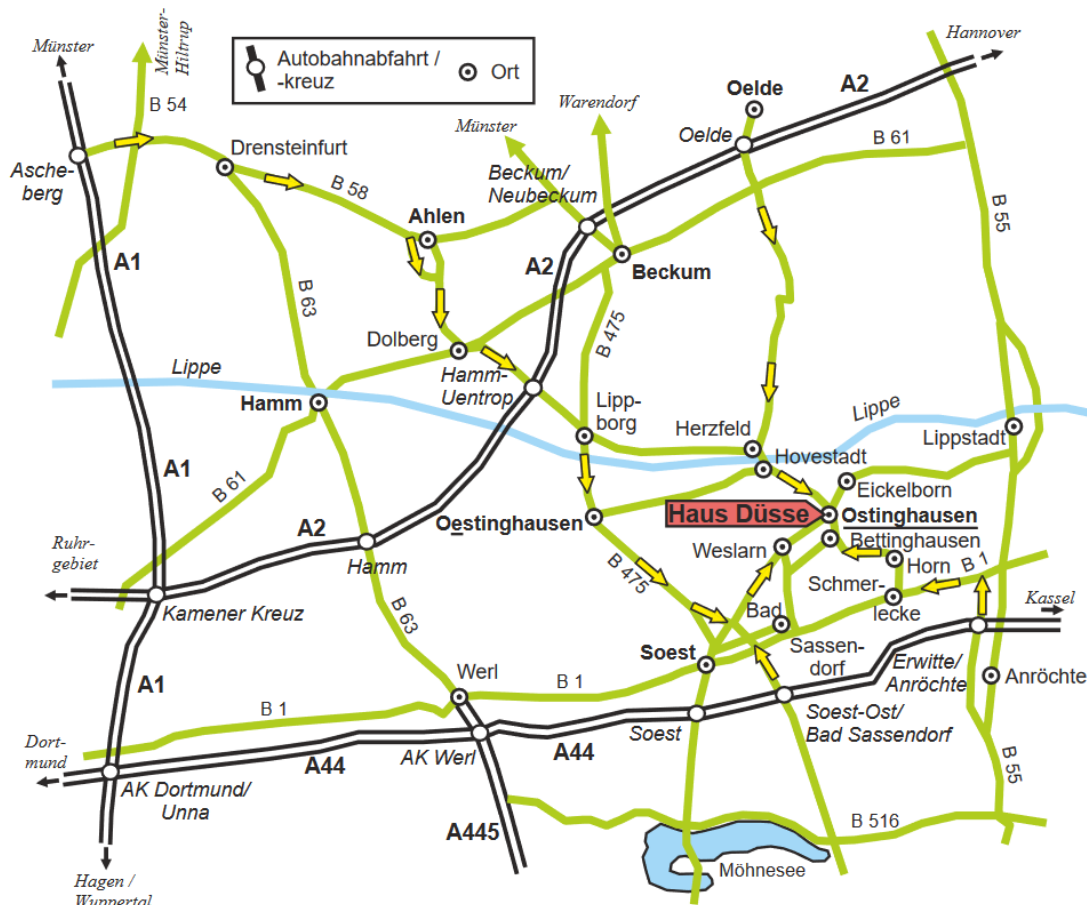 Münster
Münster-
Hiltrup
Autobahnabfahrt /
-kreuz
Ort
Hannover
B 54
Warendorf
Oelde
A2
Münster
Oelde
B 61
Drensteinfurt
Asche-
berg
Beckum/
Neubeckum
B 58
B 55
Ahlen
A1
A2
Beckum
B 63
B 475
Dolberg
Hamm-
Uentrop
Lippe
Lippe
Hamm
Lipp-
borg
Herzfeld
Lippstadt
Hovestadt
A1
B 61
Eickelborn
Oestinghausen
Haus Düsse
Ostinghausen
A2
Bettinghausen
Ruhr-
gebiet
Weslarn
Hamm
Horn
B 1
B 475
Schmer-
lecke
Kamener Kreuz
Bad
Sassen-
dorf
Kassel
B 63
Soest
Erwitte/
Anröchte
Werl
A1
B 1
Anröchte
B 1
Soest
Soest-Ost/
Bad Sassendorf
Dort-
mund
A44
AK Werl
A44
B 55
AK Dortmund/
Unna
A445
B 516
Möhnesee
Hagen /
Wuppertal